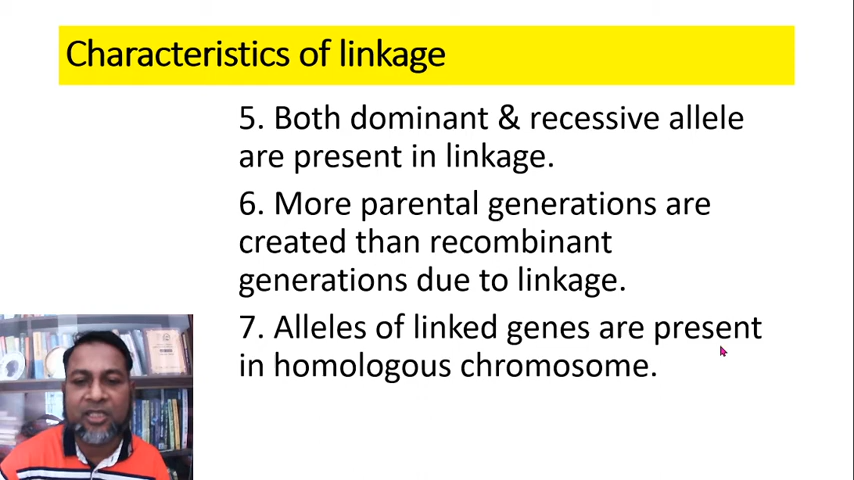 Characteristics of linkage
5. Both dominant & recessive allele
are present in linkage.
6. More parental generations are
created than recombinant
generations due to linkage.
7. Alleles of linked genes are present
in homologous chromosome.